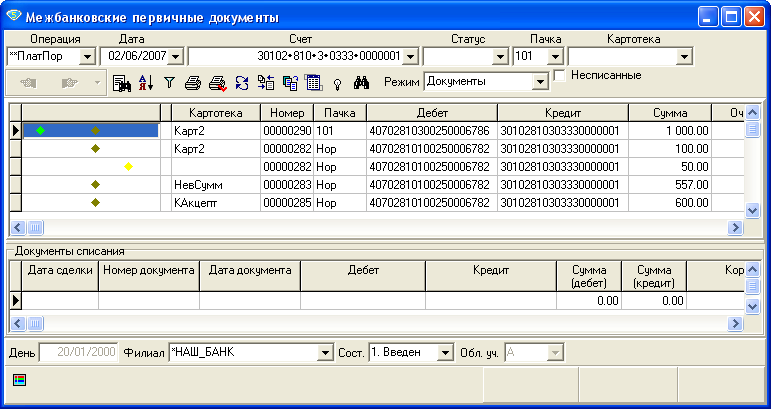 Межбанковские первичные документы
Операция Дата Счет Статус Пачка Картотека
**ПлатПор 02/06/2007 30102•810•3•0333•0000001 101
Режим Документы Несписанные
Картотека Номер Пачка Дебет Кредит Сумма Оч
Карт2 00000290 101 40702810300250006786 30102810303330000001 1 000.00
Карт2 00000282 Нор 40702810100250006782 30102810303330000001 100.00
00000282 Нор 40702810100250006782 30102810303330000001 50.00
НевСумм 00000283 Нор 40702810100250006782 30102810303330000001 557.00
КАкцепт 00000285 Нор 40702810100250006782 30102810303330000001 600.00
Документы списания
Дата сделки Номер документа Дата документа Дебет Кредит Сумма (дебет) Сумма (кредит) Кор
0.00 0.00
День 20/01/2000 Филиал *НАШ_БАНК Сост. 1. Введен Обл. уч. А